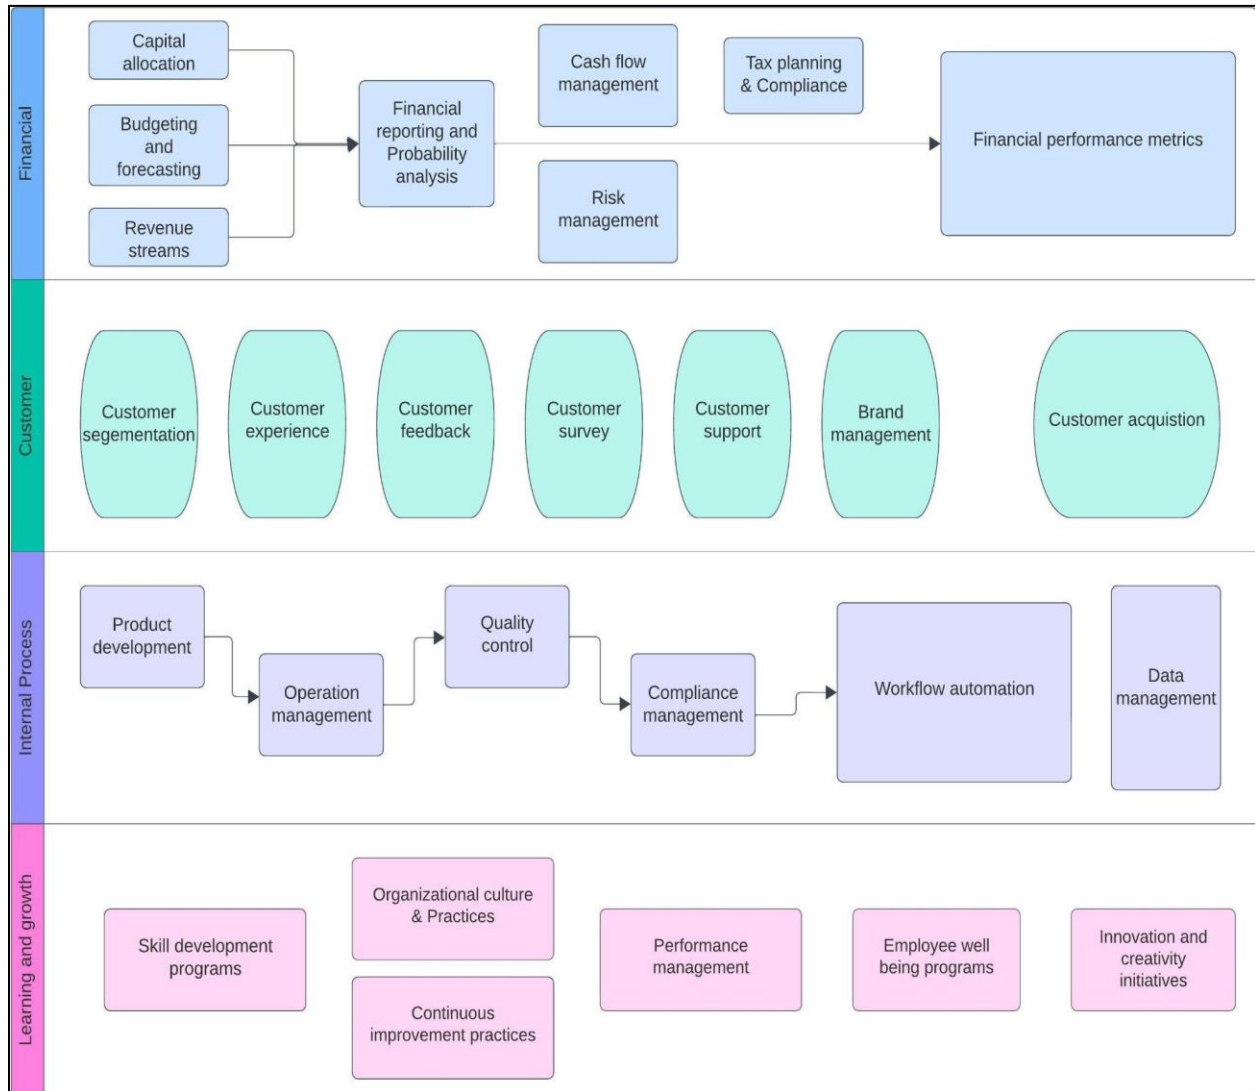 Financial
Capital
allocation
Budgeting
and
forecasting
Revenue
streams
Financial
reporting and
Probability
analysis
Cash flow
management
Risk
management
Tax planning
& Compliance
Financial performance metrics
Customer
Customer
segementation
Customer
experience
Customer
feedback
Customer
survey
Customer
support
Brand
management
Customer acquistion
Internal Process
Product
development
Operation
management
Quality
control
Compliance
management
Workflow automation
Data
management
Learning and growth
Skill development
programs
Organizational culture
& Practices
Continuous
improvement practices
Performance
management
Employee well
being programs
Innovation and
creativity
initiatives